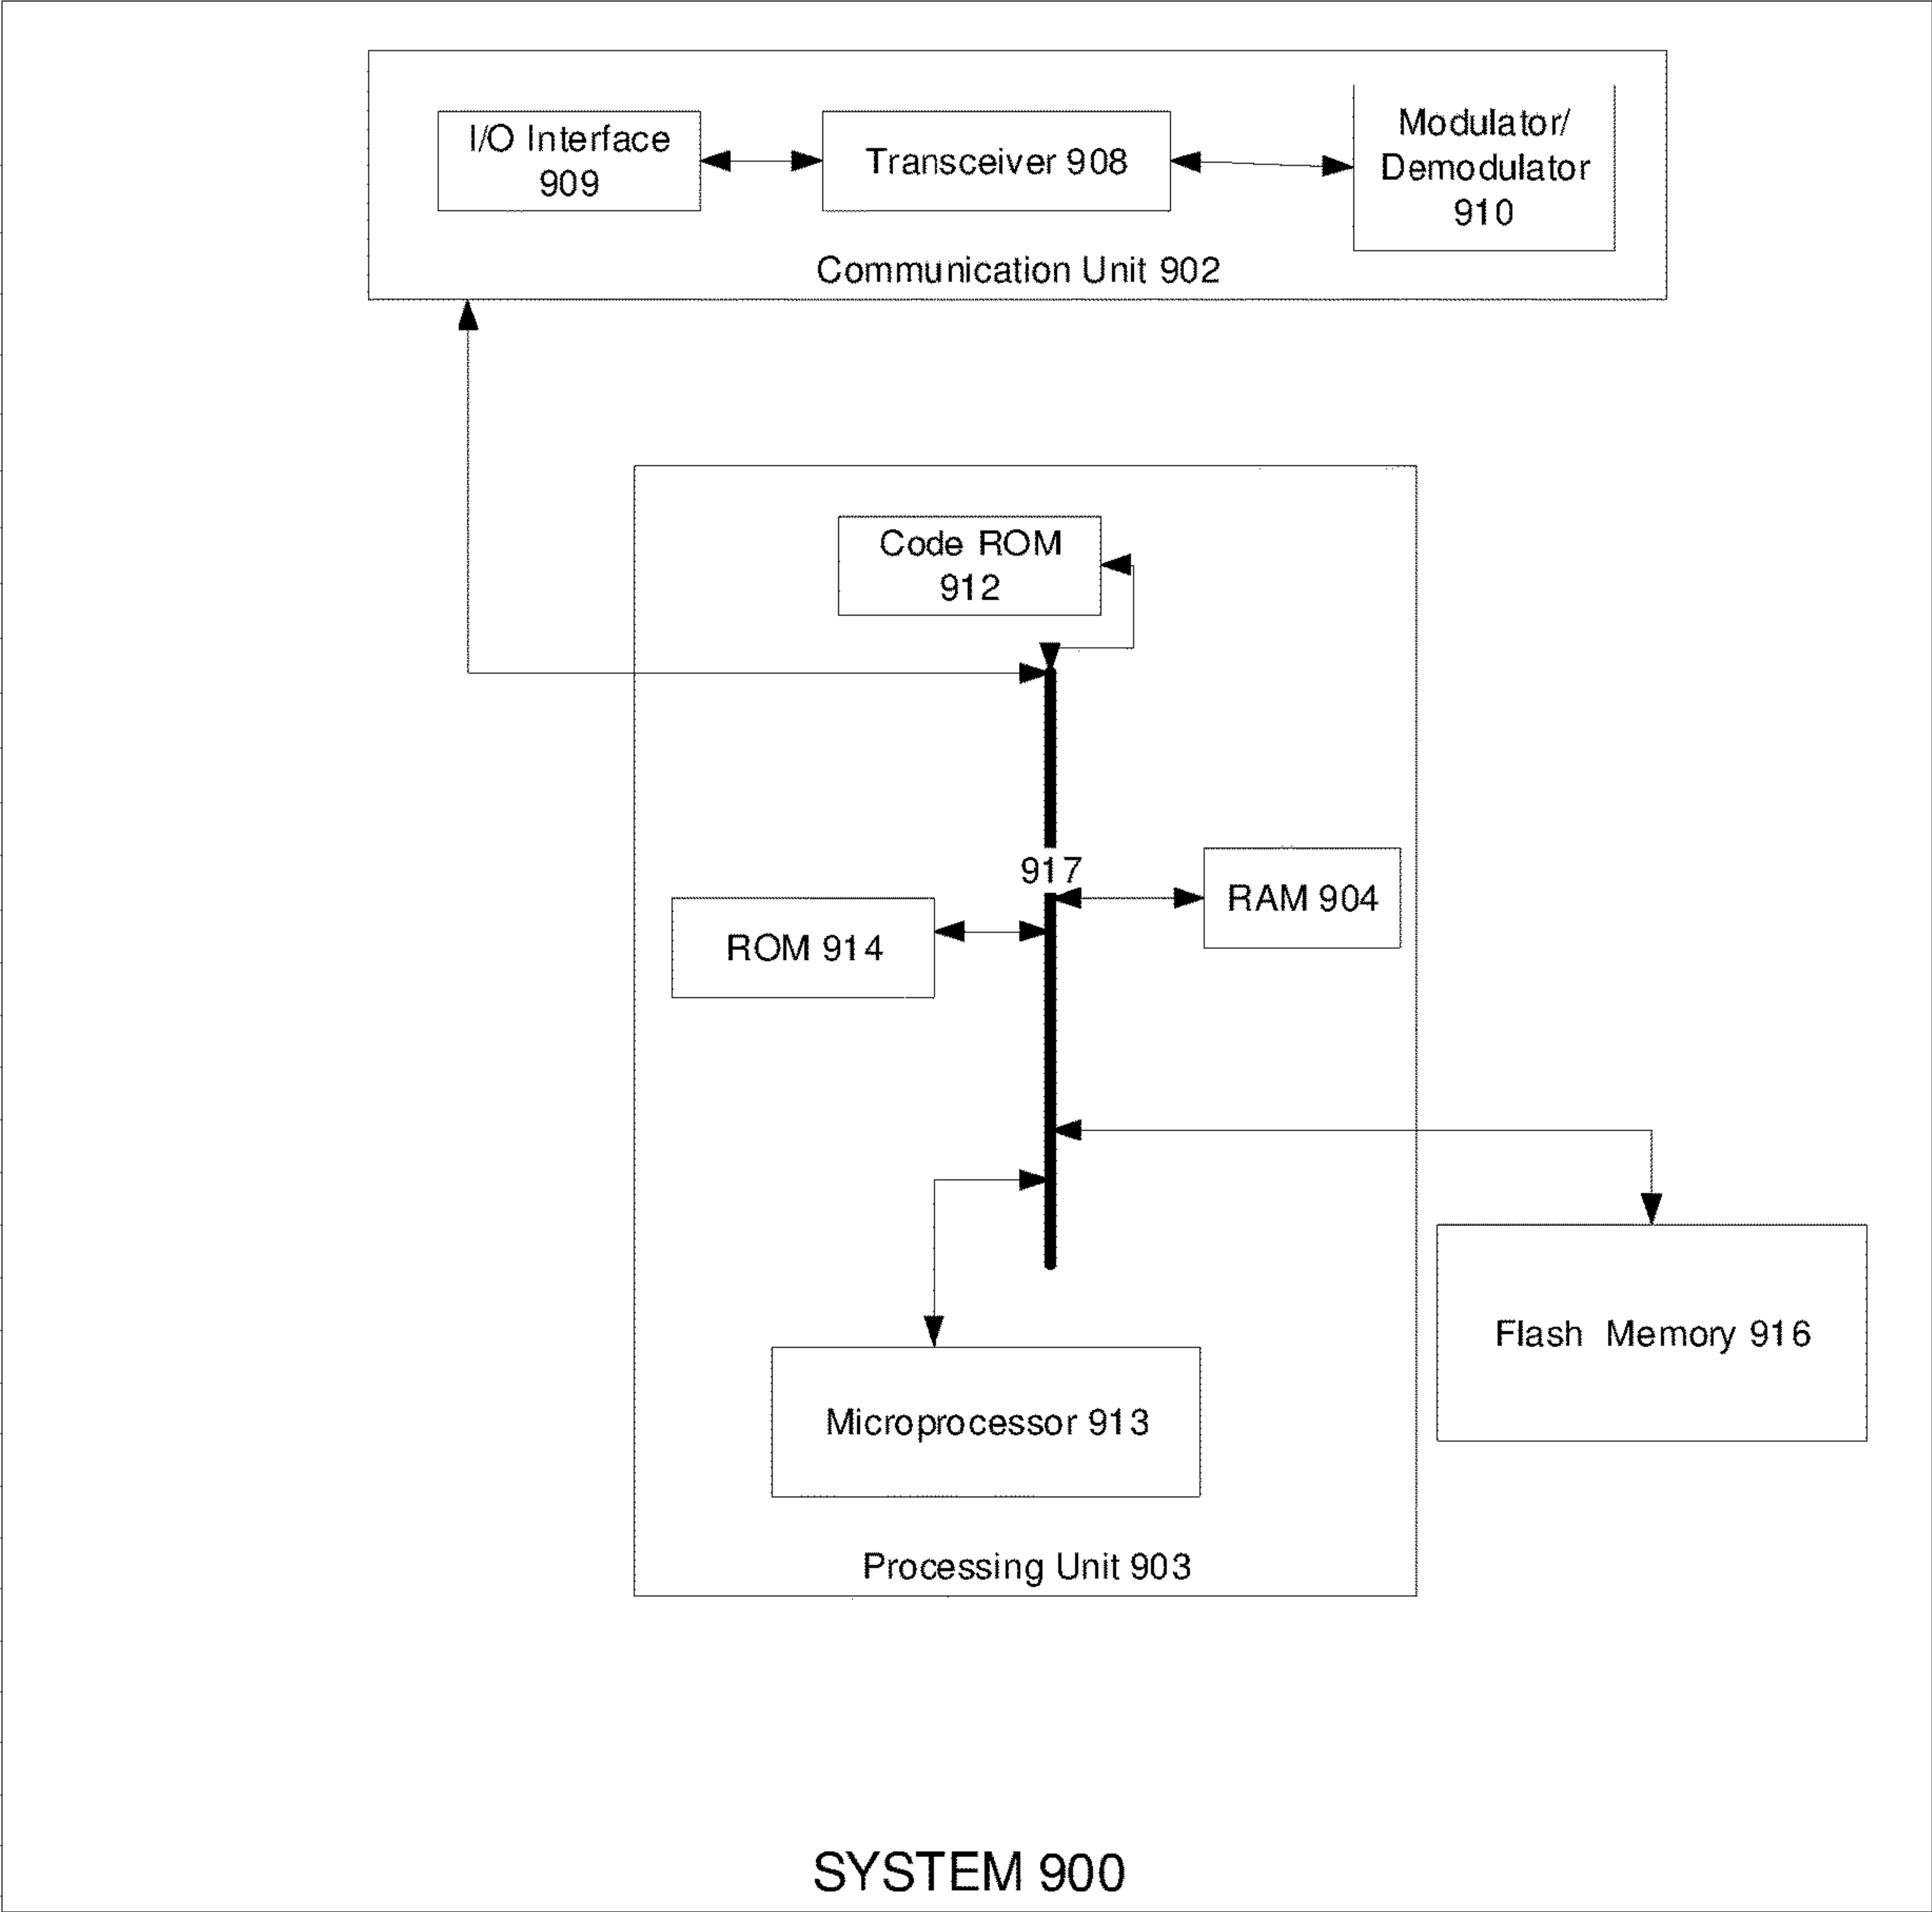 I/O Interface
909
Transceiver 908
Modulator/
Demodulator
910
Communication Unit 902
Code ROM
912
917
RAM 904
ROM 914
Flash Memory 916
Microprocessor 913
Processing Unit 903
SYSTEM 900